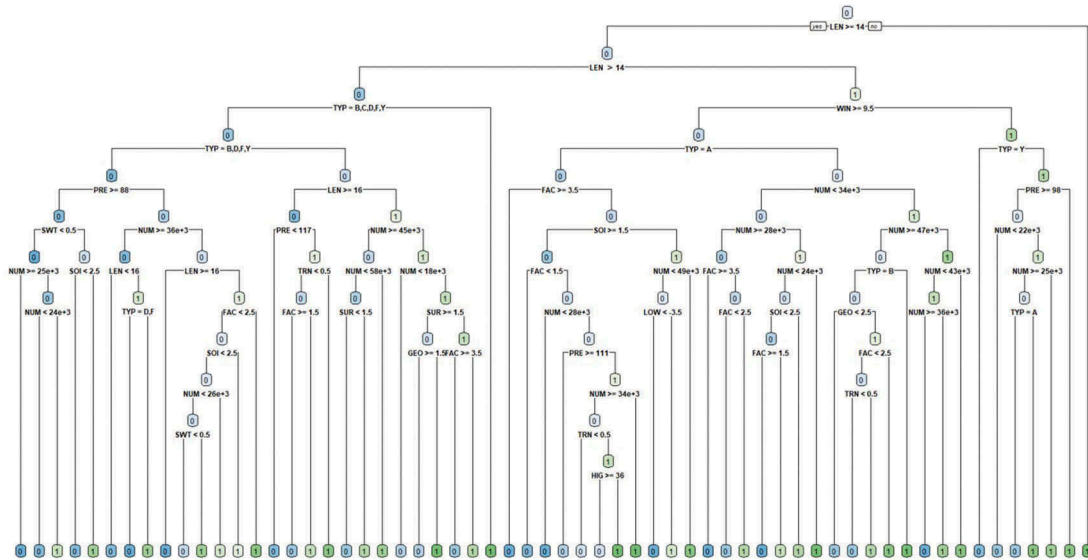 0
yes LEN >= 14 no
0
LEN > 14
0 1
TYP = B,C,D,F,Y WIN >= 9.5
0 0 1
TYP = B,D,F,Y TYP = A TYP = Y
0 0 0 0 1
PRE >= 88 LEN >= 16 FAC >= 3.5 NUM < 34e+3 PRE >= 98
0 0 0 1 0 0 1 0
SWT < 0.5 NUM >= 36e+3 PRE < 117 NUM >= 45e+3 SOI >= 1.5 NUM >= 28e+3 NUM >= 47e+3 NUM < 22e+3
0 0 0 0 1 0 1 0 1 0 1 0 1 1
NUM >= 25e+3 SOI < 2.5 LEN < 16 LEN >= 16 TRN < 0.5 NUM < 58e+3 NUM < 18e+3 FAC < 1.5 NUM < 49e+3 FAC >= 3.5 NUM < 24e+3 TYP = B NUM < 43e+3 NUM >= 25e+3
0 1 1 0 0 1 0 0 0 0 0 1 0
NUM < 24e+3 TYP = D,F FAC < 2.5 FAC >= 1.5 SUR < 1.5 SUR >= 1.5 NUM < 28e+3 LOW < -3.5 FAC < 2.5 SOI < 2.5 GEO < 2.5 NUM >= 36e+3 TYP = A
0 0 1 0 0 1
SOI < 2.5 GEO >= 1.5 FAC >= 3.5 PRE >= 111 FAC >= 1.5 FAC < 2.5
0 1 0
NUM < 26e+3 NUM >= 34e+3 TRN < 0.5
0 0
SWT < 0.5 TRN < 0.5
1
HIG >= 36
0 0 1 0 1 0 0 1 0 0 1 1 1 1 0 0 1 1 0 1 1 0 0 1 0 1 1 0 0 0 0 0 0 1 1 0 1 1 0 0 1 0 1 1 1 0 0 1 1 1 0 1 1 0 0 0 1 1 1